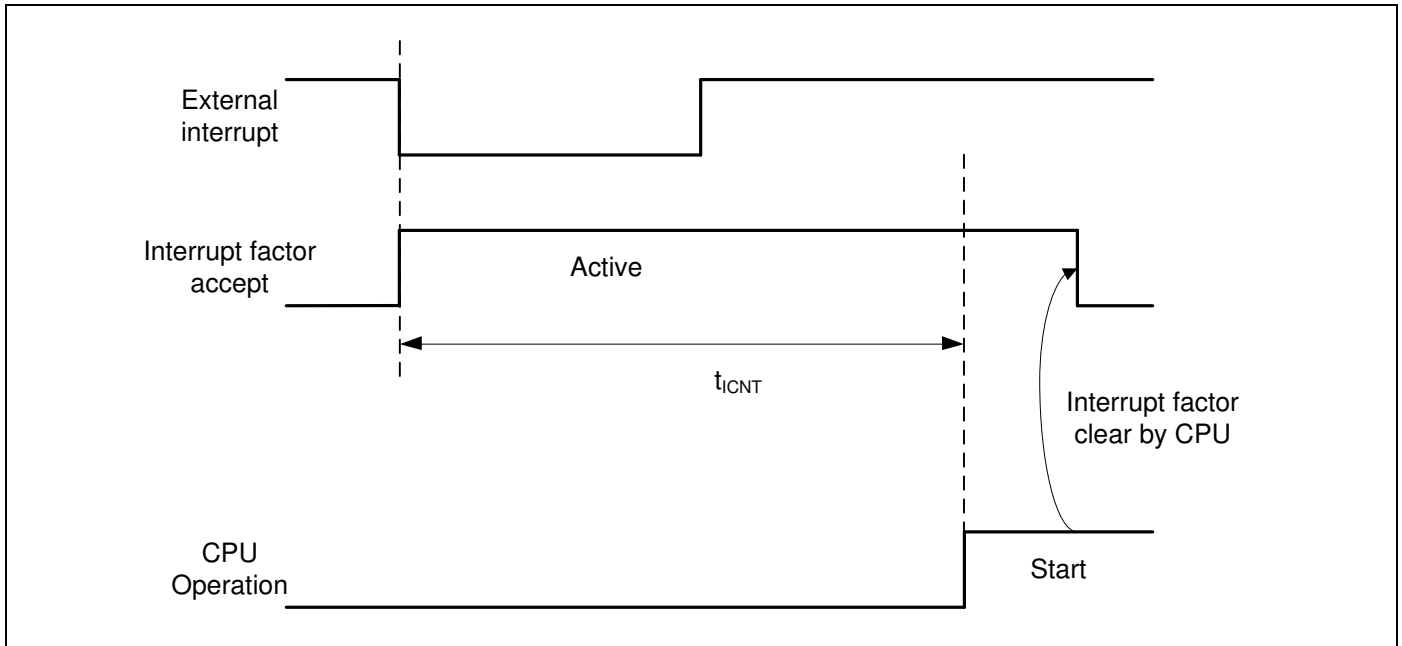 External
interrupt
Interrupt factor
accept
Active
tICNT
Interrupt factor
clear by CPU
CPU
Operation
Start